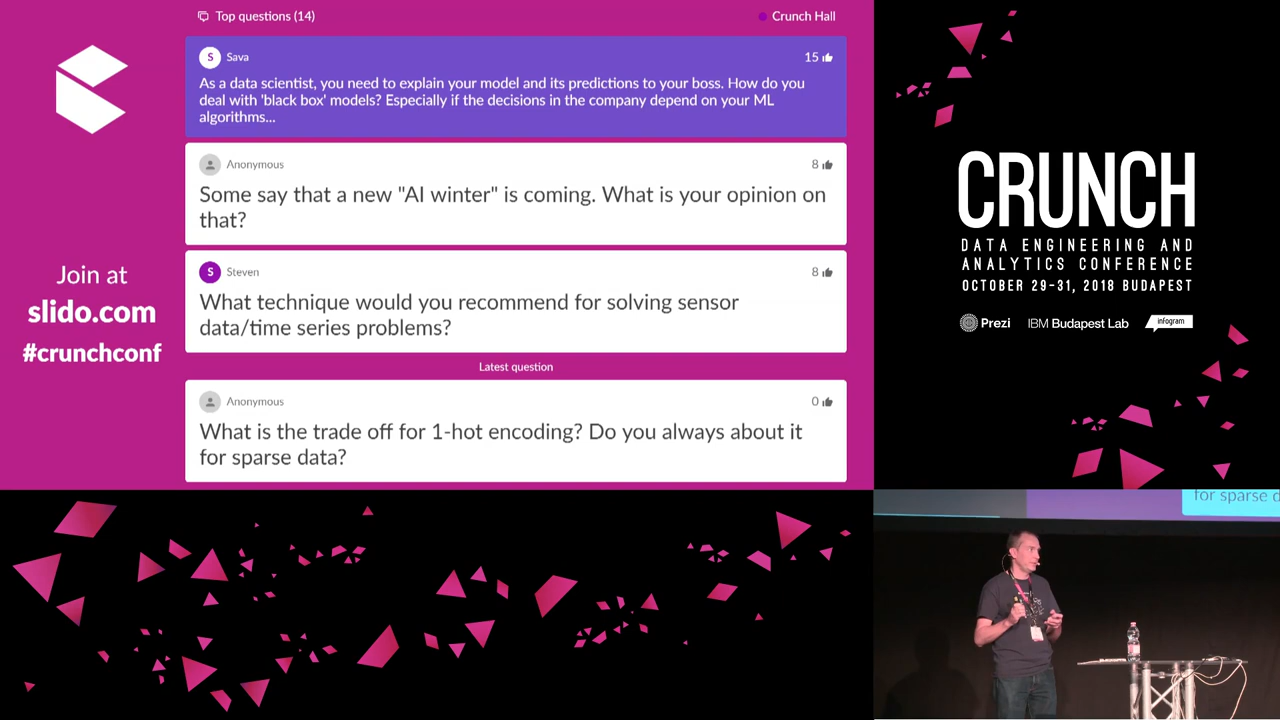 Top questions (14)
Crunch Hall
S
Sava
15
As a data scientist, you need to explain your model and its predictions to your boss. How do you
deal with 'black box' models? Especially if the decisions in the company depend on your ML
algorithms...
Anonymous
8
Some say that a new "AI winter" is coming. What is your opinion on
that?
S
Steven
8
What technique would you recommend for solving sensor
data/time series problems?
Latest question
Anonymous
0
What is the trade off for 1-hot encoding? Do you always about it
for sparse data?
Join at
slido.com
#crunchconf
CRUNCH
DATA ENGINEERING AND
ANALYTICS CONFERENCE
OCTOBER 29-31, 2018 BUDAPEST
Prezi
IBM Budapest Lab
infogram
for sparse d